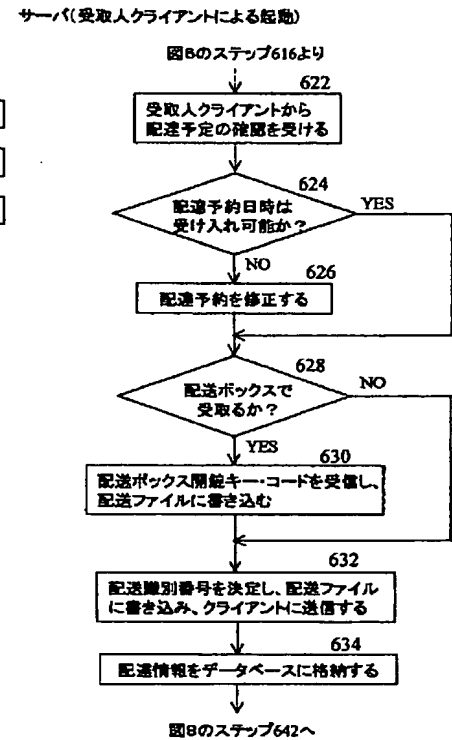 サーバ(受取人クライアントによる起動)
図8のステップ616より
622
受取人クライアントから
配達予定の確認を受ける
624
配達予約日時は
受け入れ可能か?
YES
NO
626
配達予約を修正する
628
配送ボックスで
受取るか?
NO
YES
630
配送ボックス開錠キー・コードを受信し、
配送ファイルに書き込む
632
配送識別番号を決定し、配送ファイル
に書き込み、クライアントに送信する
634
配達情報をデータベースに格納する
図8のステップ642へ